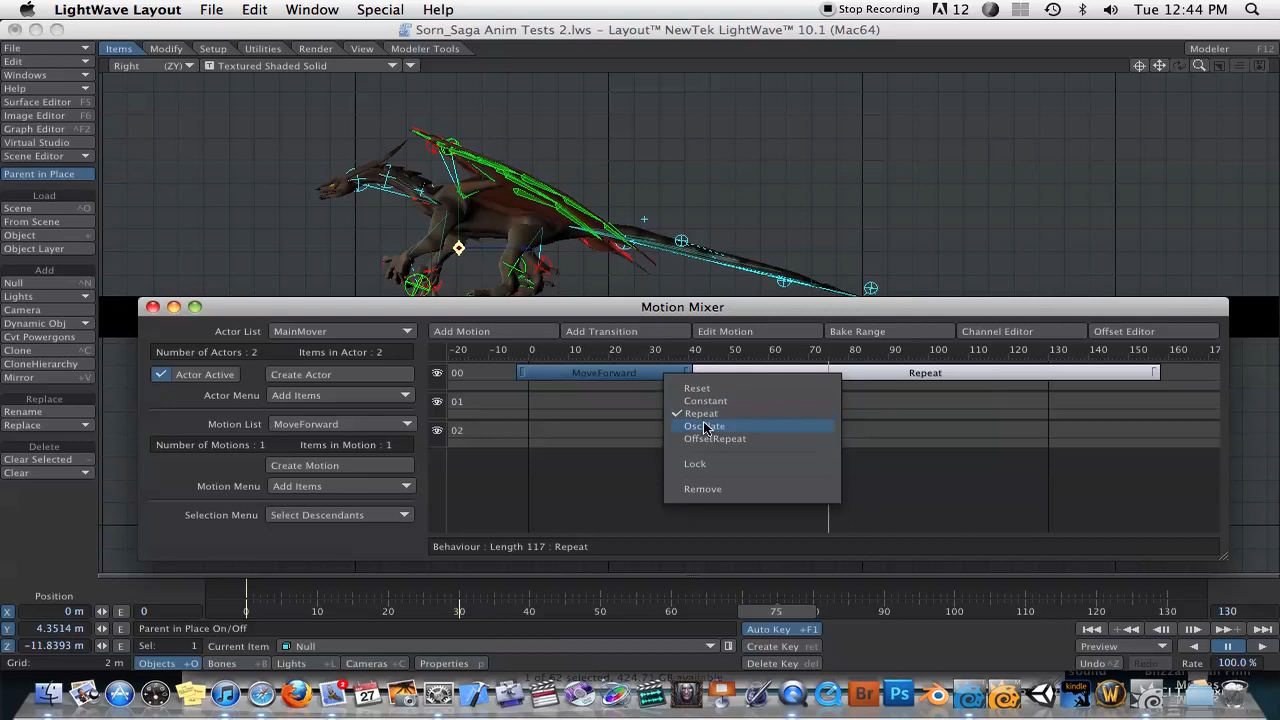 LightWave Layout File Edit Window Special Help Stop Recording 12 Tue 12:44 PM
Sorn_Saga Anim Tests 2.lws – Layout™ NewTek LightWave™ 10.1 (Mac64)
File Items Modify Setup Utilities Render View Modeler Tools Modeler F12
Edit Right (ZY) T Textured Shaded Solid
Windows
Help
Surface Editor F5
Image Editor F6
Graph Editor ^F2
Virtual Studio
Scene Editor
Parent in Place
Load
Scene ^O
From Scene
Object +
Object Layer
Add
Null ^N
Lights
Camera
Dynamic Obj
Cvt Powergons
Clone ^C
CloneHierarchy
Mirror ^V
Replace
Rename
Delete
Clear Selected -
Clear
Motion Mixer
Actor List MainMover Add Motion Add Transition Edit Motion Bake Range Channel Editor Offset Editor
Number of Actors : 2 Items in Actor : 2 -20 -10 0 10 20 30 40 50 60 70 80 90 100 110 120 130 140 150 160 17
Actor Active Create Actor 00 MoveForward Repeat
Actor Menu Add Items 01
Motion List MoveForward 02
Number of Motions : 1 Items in Motion : 1
Create Motion
Motion Menu Add Items
Selection Menu Select Descendants
Reset
Constant
Repeat
OffsetRepeat
Lock
Remove
Behaviour : Length 117 : Repeat
Position
X 0 m E 0 0 10 20 30 40 50 60 75 90 100 110 120 130 130
Y 4.3514 m E Parent in Place On/Off Auto Key +F1
Z -11.8393 m E Sel: 1 Current Item Null Create Key ret Preview
Grid: 2 m Objects +O Bones +B Lights +L Cameras +C Properties p Delete Key del Undo ^Z Redo Rate 100.0 %
27 Br Ps kindle W